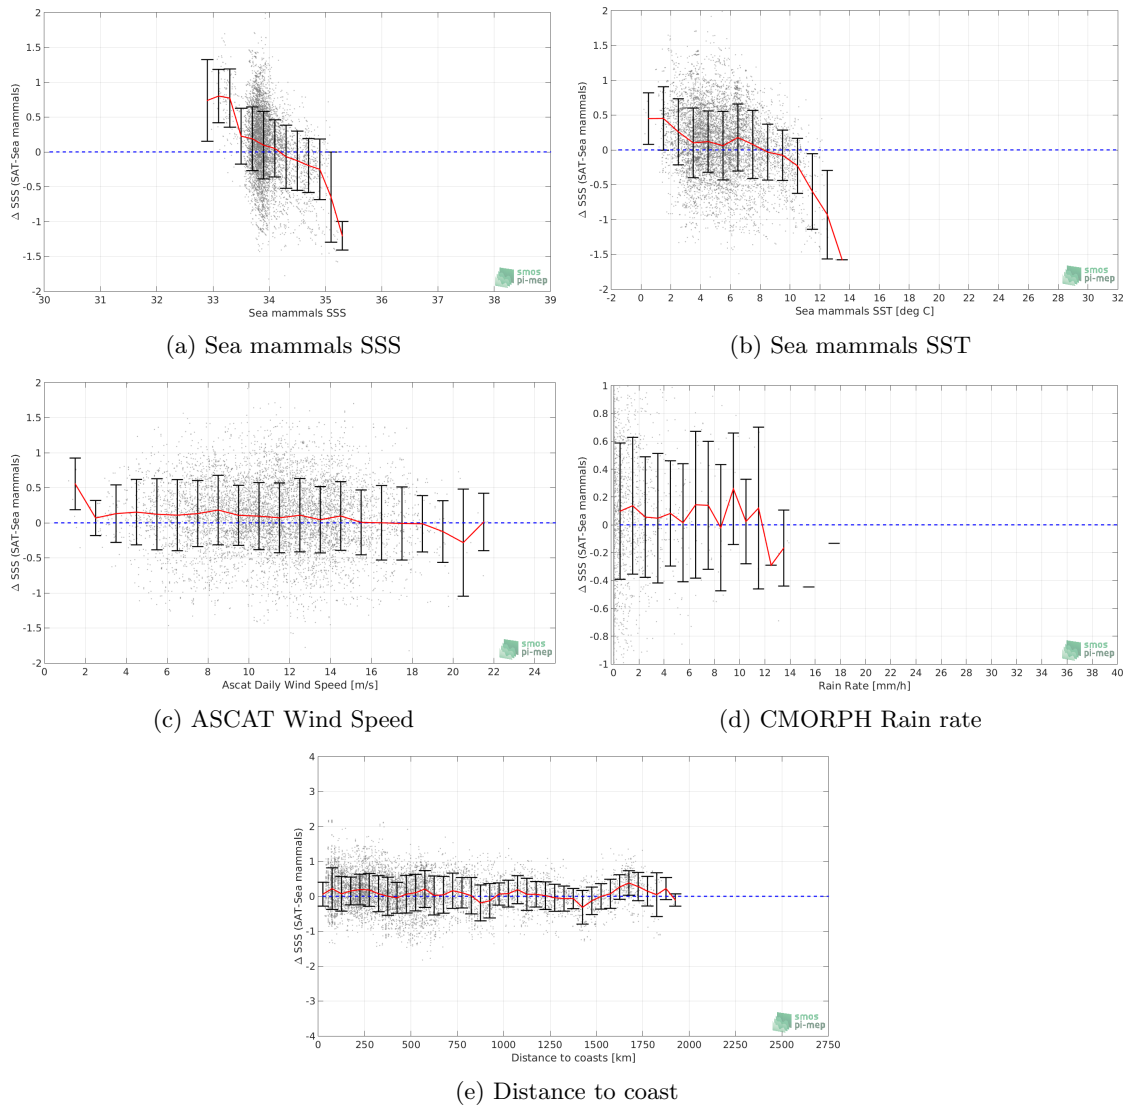 2
1.5
1
0.5
0
-0.5
-1
-1.5
-2
Δ SSS (SAT-Sea mammals)
30 31 32 33 34 35 36 37 38 39
Sea mammals SSS
smos
pi-mep
(a) Sea mammals SSS
2
1.5
1
0.5
0
-0.5
-1
-1.5
-2
Δ SSS (SAT-Sea mammals)
-2 0 2 4 6 8 10 12 14 16 18 20 22 24 26 28 30 32
Sea mammals SST [deg C]
smos
pi-mep
(b) Sea mammals SST
2
1.5
1
0.5
0
-0.5
-1
-1.5
-2
Δ SSS (SAT-Sea mammals)
0 2 4 6 8 10 12 14 16 18 20 22 24
Ascat Daily Wind Speed [m/s]
smos
pi-mep
(c) ASCAT Wind Speed
1
0.8
0.6
0.4
0.2
0
-0.2
-0.4
-0.6
-0.8
-1
Δ SSS (SAT-Sea mammals)
0 2 4 6 8 10 12 14 16 18 20 22 24 26 28 30 32 34 36 38 40
Rain Rate [mm/h]
smos
pi-mep
(d) CMORPH Rain rate
4
3
2
1
0
-1
-2
-3
-4
Δ SSS (SAT-Sea mammals)
0 250 500 750 1000 1250 1500 1750 2000 2250 2500 2750
Distance to coasts [km]
smos
pi-mep
(e) Distance to coast